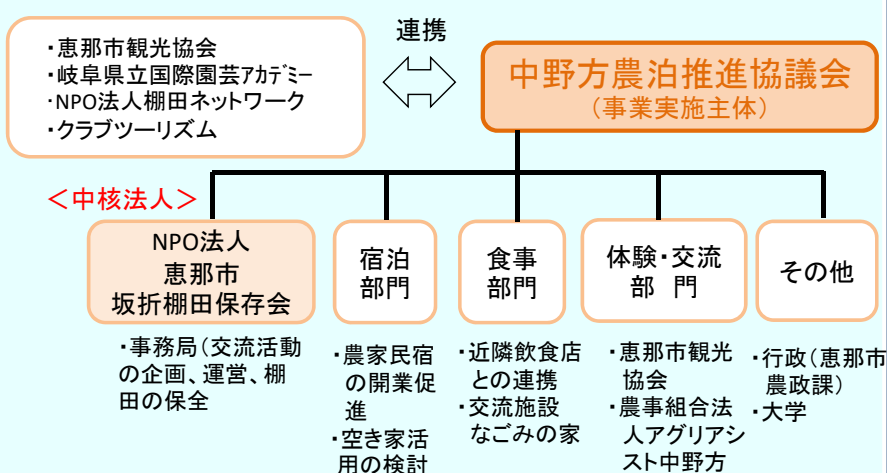 ・恵那市観光協会
・岐阜県立国際園芸アカデミー
・NPO法人棚田ネットワーク
・クラブツーリズム
連携
中野方農泊推進協議会
(事業実施主体)
＜中核法人＞
NPO法人
恵那市
坂折棚田保存会
・事務局(交流活動
の企画、運営、棚
田の保全
宿泊
部門
・農家民宿
の開業促
進
・空き家活
用の検討
食事
部門
・近隣飲食店
との連携
・交流施設
なごみの家
体験・交流
部 門
・恵那市観光
協会
・農事組合法
人アグリアシ
スト中野方
その他
・行政(恵那市
農政課)
・大学